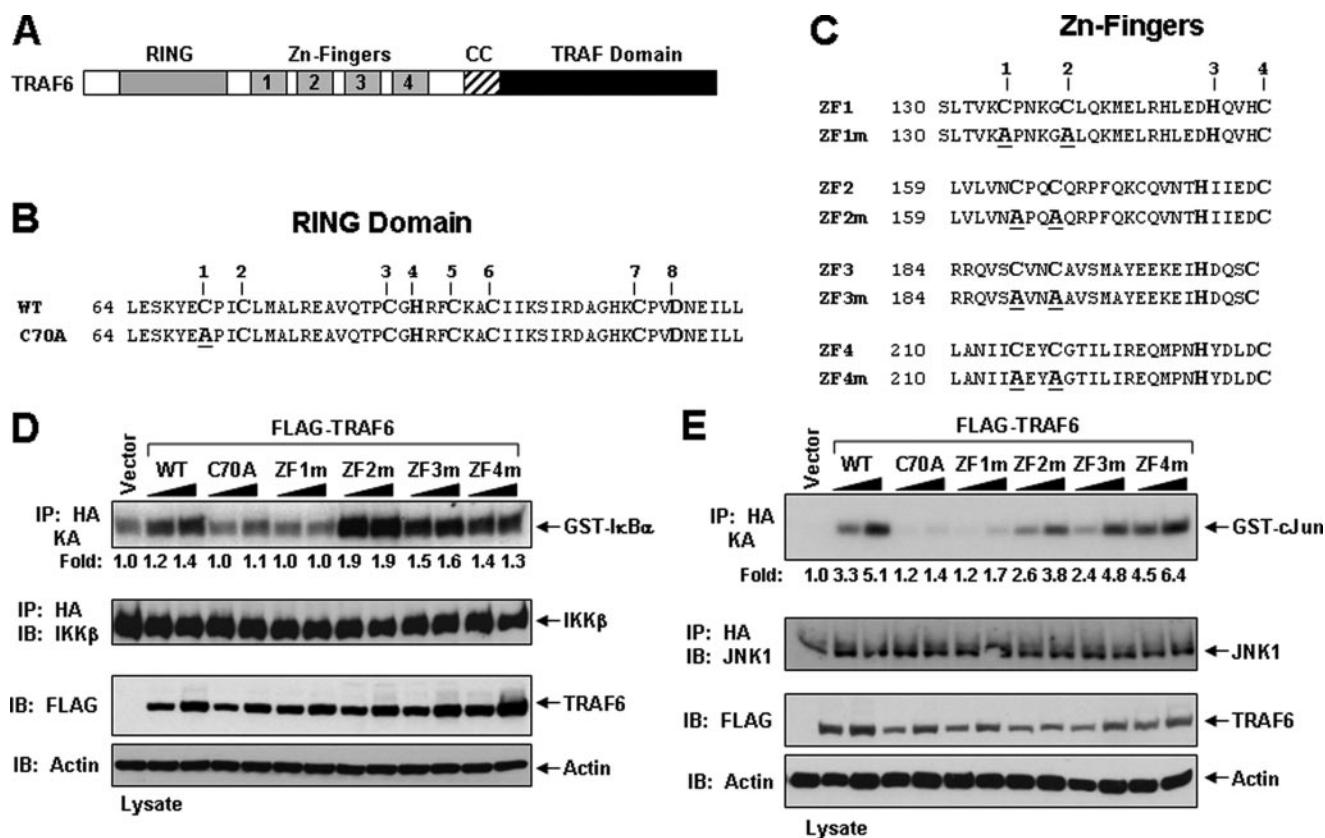 A
RING Zn-Fingers CC TRAF Domain
TRAF6 1 2 3 4
B
RING Domain
1 2 3 4 5 6 7 8
WT 64 LESKYECPICLMALREAVQTPCGHRFCKACIIKSIRDAGHKCPVDNEILL
C70A 64 LESKYEAPICLMALREAVQTPCGHRFCKACIIKSIRDAGHKCPVDNEILL
C
Zn-Fingers
1 2 3 4
ZF1 130 SLTVKCPNKGCLQKMELRHLEDHQVHC
ZF1m 130 SLTVKAPNKGALQKMELRHLEDHQVHC
ZF2 159 LVLVNCPQCQRPFQKCQVNTHIIEDC
ZF2m 159 LVLVNAPQAQRPFQKCQVNTHIIEDC
ZF3 184 RRQVSCVNCAVSMAYEEKEIHDQSC
ZF3m 184 RRQVSAVNAAVSMAYEEKEIHDQSC
ZF4 210 LANIICEYCGTILIREQMPNHYDLDC
ZF4m 210 LANIIAEYAGTILIREQMPNHYDLDC
D
FLAG-TRAF6
Vector WT C70A ZF1m ZF2m ZF3m ZF4m
IP: HA
KA
GST-IκBα
Fold: 1.0 1.2 1.4 1.0 1.1 1.0 1.0 1.9 1.9 1.5 1.6 1.4 1.3
IP: HA
IB: IKKβ
IKKβ
IB: FLAG
TRAF6
IB: Actin
Actin
Lysate
E
FLAG-TRAF6
Vector WT C70A ZF1m ZF2m ZF3m ZF4m
IP: HA
KA
GST-cJun
Fold: 1.0 3.3 5.1 1.2 1.4 1.2 1.7 2.6 3.8 2.4 4.8 4.5 6.4
IP: HA
IB: JNK1
JNK1
IB: FLAG
TRAF6
IB: Actin
Actin
Lysate